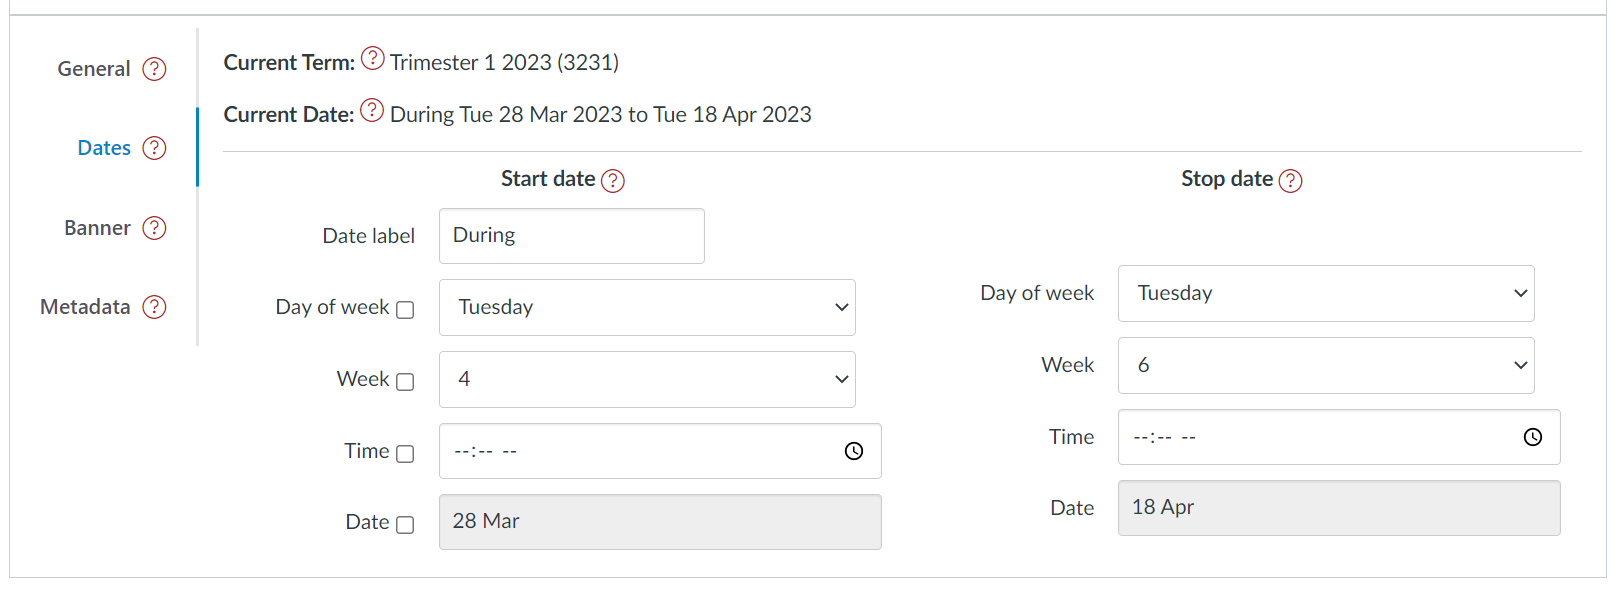 General ?
Dates ?
Banner ?
Metadata ?
Current Term: ? Trimester 1 2023 (3231)
Current Date: ? During Tue 28 Mar 2023 to Tue 18 Apr 2023
Start date ?
Date label During
Day of week Tuesday
Week 4
Time --:-- --
Date 28 Mar
Stop date ?
Day of week Tuesday
Week 6
Time --:-- --
Date 18 Apr